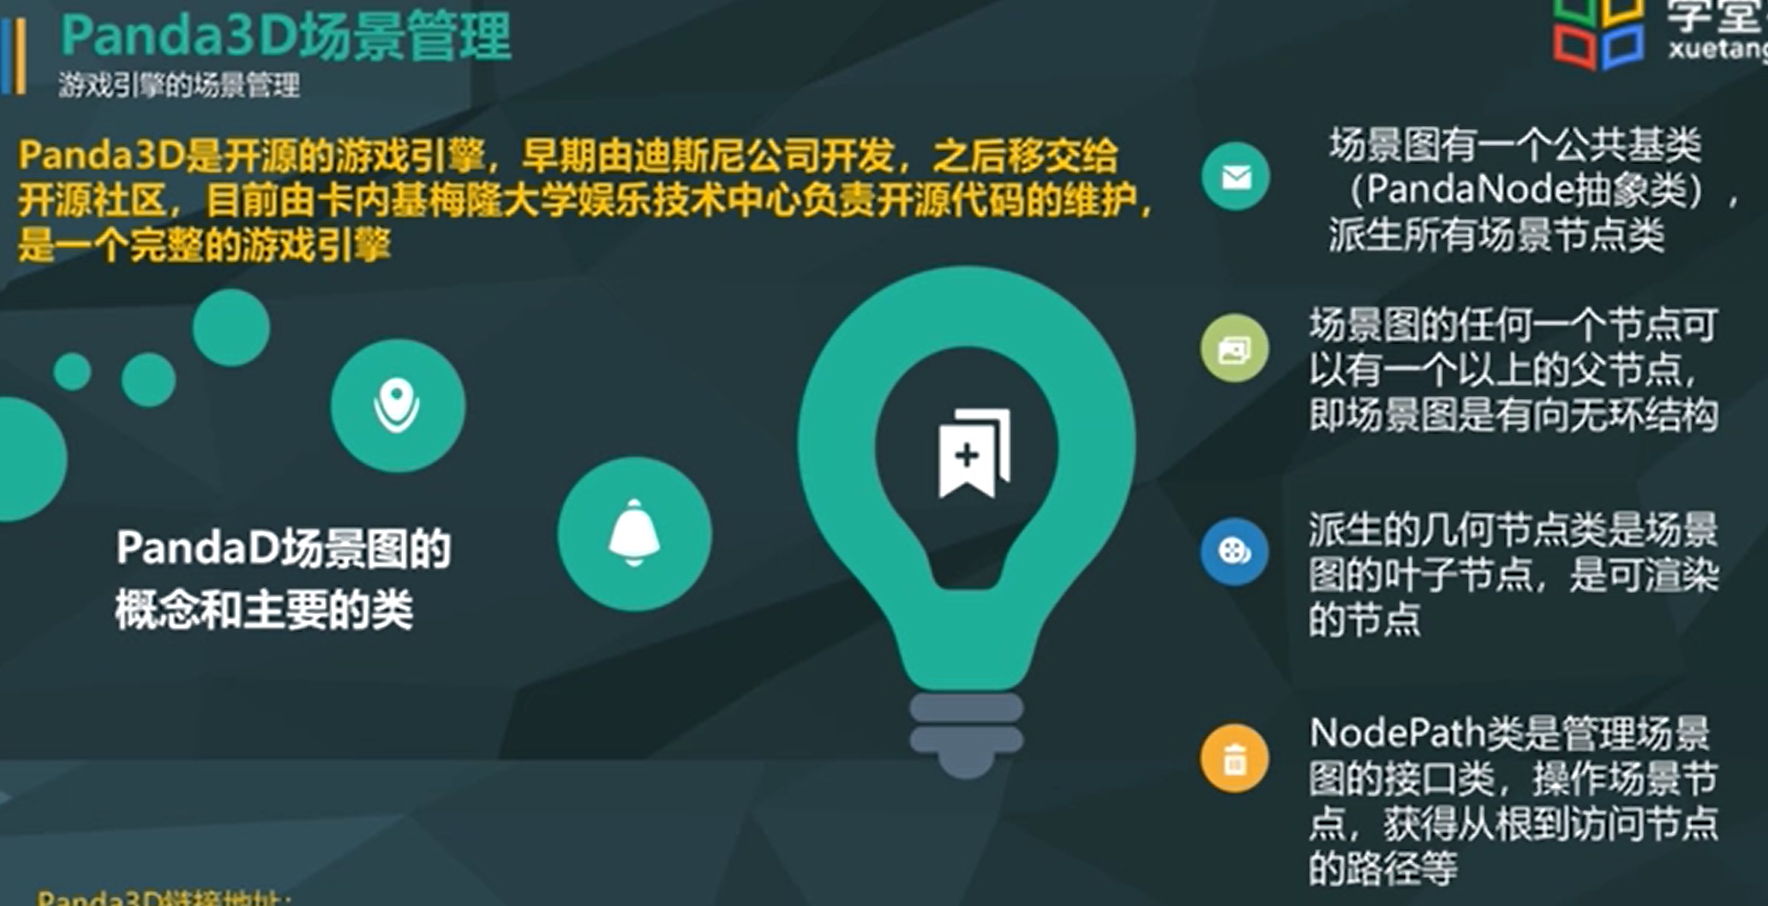 Panda3D场景管理
游戏引擎的场景管理
学堂
xuetang
Panda3D是开源的游戏引擎，早期由迪斯尼公司开发，之后移交给
开源社区，目前由卡内基梅隆大学娱乐技术中心负责开源代码的维护，
是一个完整的游戏引擎
PandaD场景图的
概念和主要的类
场景图有一个公共基类
（PandaNode抽象类），
派生所有场景节点类
场景图的任何一个节点可
以有一个以上的父节点，
即场景图是有向无环结构
派生的几何节点类是场景
图的叶子节点，是可渲染
的节点
NodePath类是管理场景
图的接口类，操作场景节
点，获得从根到访问节点
的路径等
Panda3D链接地址：